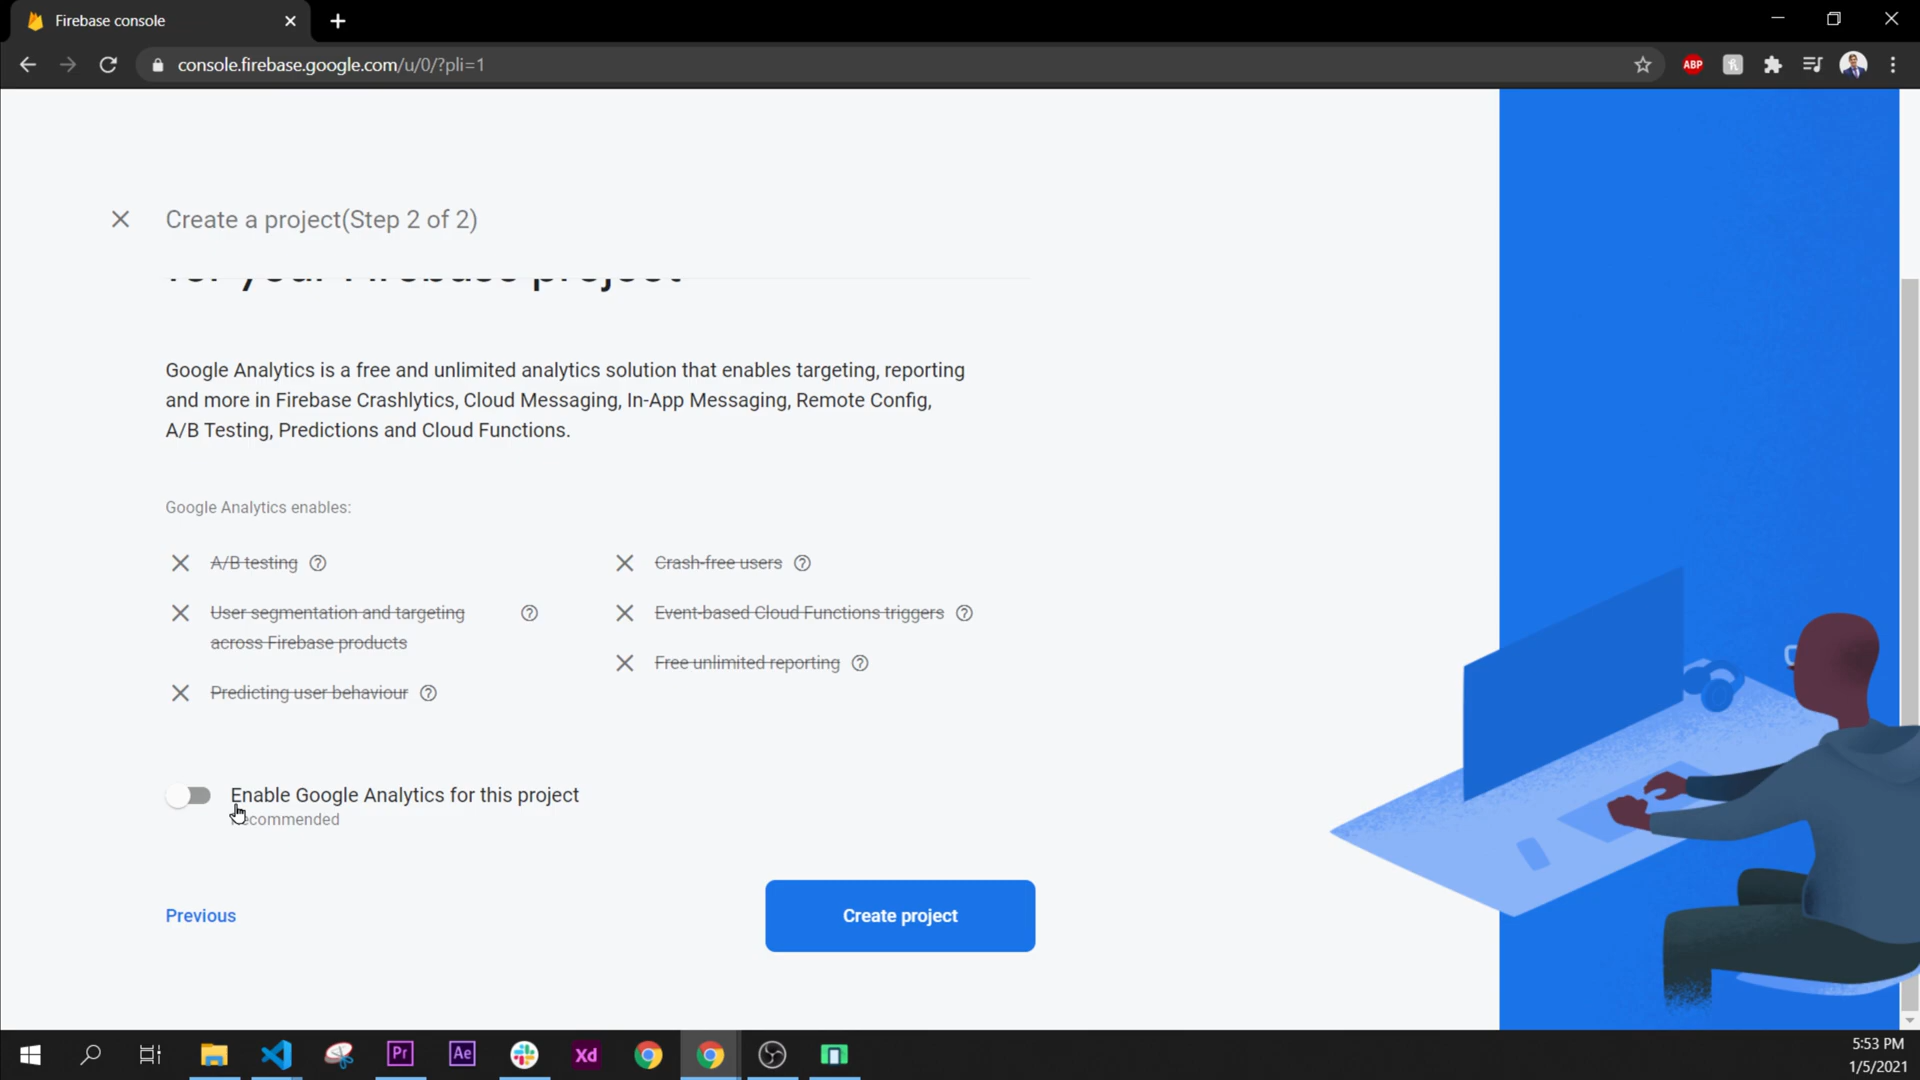 Firebase console
console.firebase.google.com/u/0/?pli=1
ABP
Create a project(Step 2 of 2)
for your Firebase project
Google Analytics is a free and unlimited analytics solution that enables targeting, reporting
and more in Firebase Crashlytics, Cloud Messaging, In-App Messaging, Remote Config,
A/B Testing, Predictions and Cloud Functions.
Google Analytics enables:
A/B testing
Crash-free users
User segmentation and targeting
across Firebase products
Event-based Cloud Functions triggers
Free unlimited reporting
Predicting user behaviour
Enable Google Analytics for this project
Recommended
Previous
Create project
Pr
Ae
Xd
5:53 PM
1/5/2021